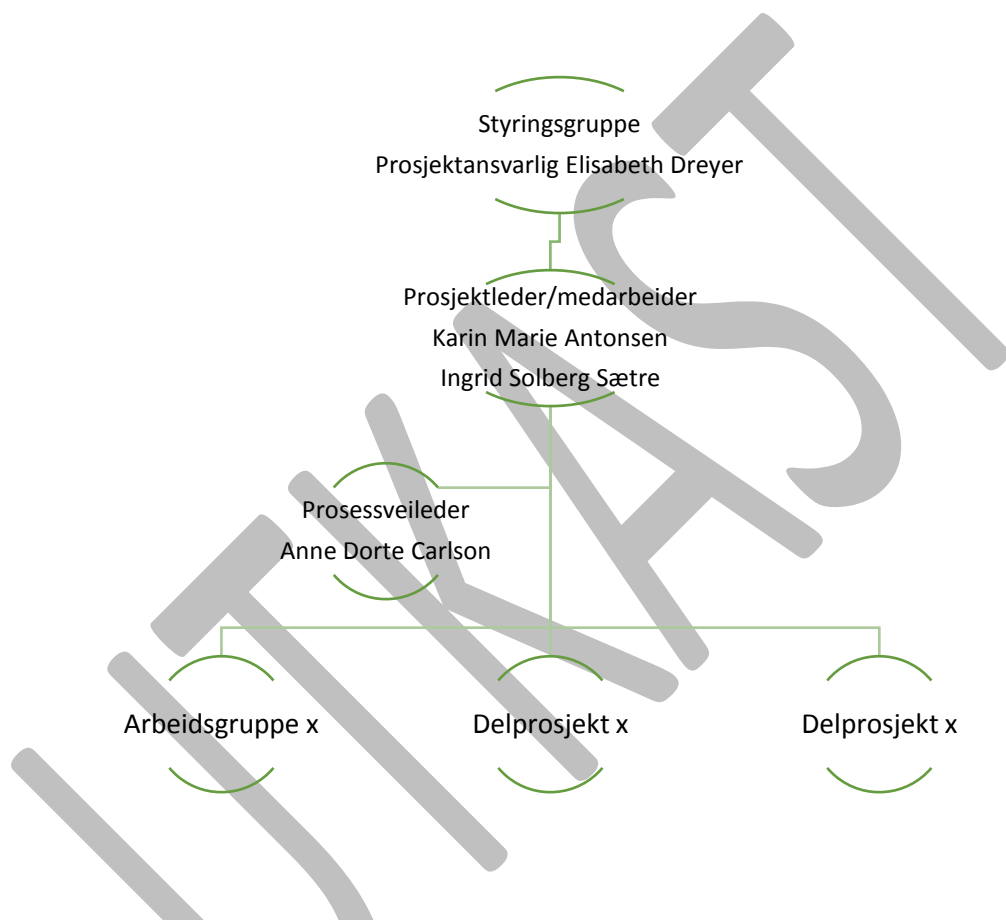 Styringsgruppe
Prosjektansvarlig Elisabeth Dreyer
Prosjektleder/medarbeider
Karin Marie Antonsen
Ingrid Solberg Sætre
Prosessveileder
Anne Dorte Carlson
Arbeidsgruppe x
Delprosjekt x
Delprosjekt x
UTKAST